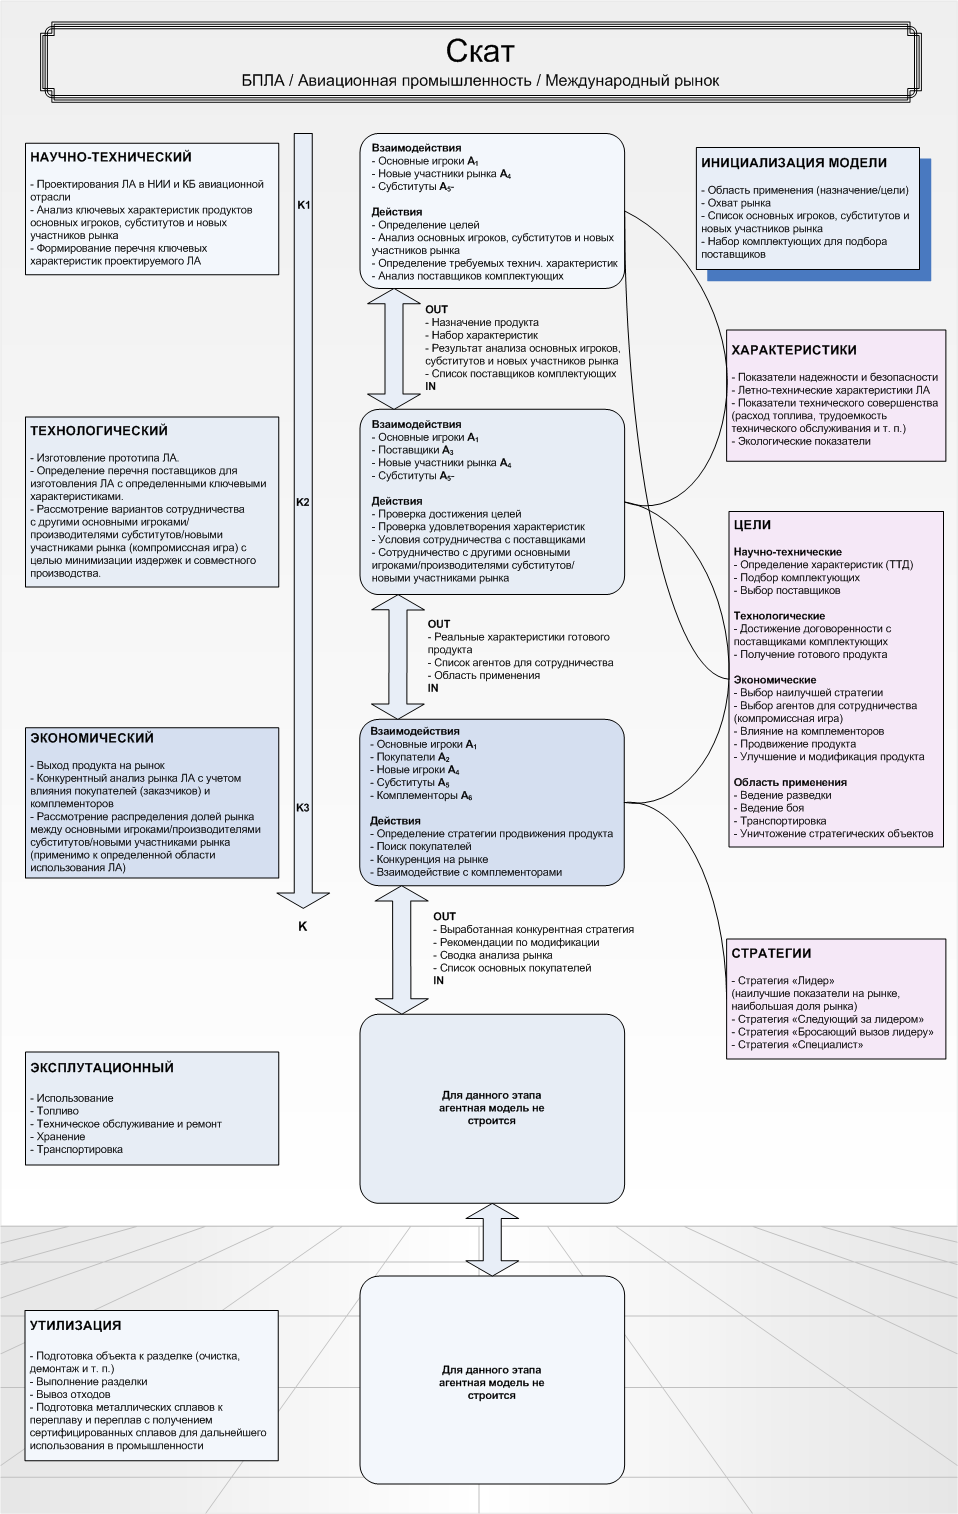 Скат
БПЛА / Авиационная промышленность / Международный рынок
НАУЧНО-ТЕХНИЧЕСКИЙ
- Проектирования ЛА в НИИ и КБ авиационной
отрасли
- Анализ ключевых характеристик продуктов
основных игроков, субститутов и новых
участников рынка
- Формирование перечня ключевых
характеристик проектируемого ЛА
K1
Взаимодействия
- Основные игроки A1
- Новые участники рынка A4
- Субституты A5-
Действия
- Определение целей
- Анализ основных игроков, субститутов и новых
участников рынка
- Определение требуемых технич. характеристик
- Анализ поставщиков комплектующих
ИНИЦИАЛИЗАЦИЯ МОДЕЛИ
- Область применения (назначение/цели)
- Охват рынка
- Список основных игроков, субститутов и
новых участников рынка
- Набор комплектующих для подбора
поставщиков
OUT
- Назначение продукта
- Набор характеристик
- Результат анализа основных игроков,
субститутов и новых участников рынка
- Список поставщиков комплектующих
IN
ХАРАКТЕРИСТИКИ
- Показатели надежности и безопасности
- Летно-технические характеристики ЛА
- Показатели технического совершенства
(расход топлива, трудоемкость
технического обслуживания и т. п.)
- Экологические показатели
ТЕХНОЛОГИЧЕСКИЙ
- Изготовление прототипа ЛА.
- Определение перечня поставщиков для
изготовления ЛА с определенными ключевыми
характеристиками.
- Рассмотрение вариантов сотрудничества
с другими основными игроками/
производителями субститутов/новыми
участниками рынка (компромиссная игра) с
целью минимизации издержек и совместного
производства.
K2
Взаимодействия
- Основные игроки A1
- Поставщики A3
- Новые участники рынка A4
- Субституты A5-
Действия
- Проверка достижения целей
- Проверка удовлетворения характеристик
- Условия сотрудничества с поставщиками
- Сотрудничество с другими основными
игроками/производителями субститутов/
новыми участниками рынка
ЦЕЛИ
Научно-технические
- Определение характеристик (ТТД)
- Подбор комплектующих
- Выбор поставщиков
Технологические
- Достижение договоренности с
поставщиками комплектующих
- Получение готового продукта
Экономические
- Выбор наилучшей стратегии
- Выбор агентов для сотрудничества
(компромиссная игра)
- Влияние на комплементоров
- Продвижение продукта
- Улучшение и модификация продукта
Область применения
- Ведение разведки
- Ведение боя
- Транспортировка
- Уничтожение стратегических объектов
OUT
- Реальные характеристики готового
продукта
- Список агентов для сотрудничества
- Область применения
IN
ЭКОНОМИЧЕСКИЙ
- Выход продукта на рынок
- Конкурентный анализ рынка ЛА с учетом
влияния покупателей (заказчиков) и
комплементоров
- Рассмотрение распределения долей рынка
между основными игроками/производителями
субститутов/новыми участниками рынка
(применимо к определенной области
использования ЛА)
K3
K
Взаимодействия
- Основные игроки A1
- Покупатели A2
- Новые игроки A4
- Субституты A5
- Комплементоры A6
Действия
- Определение стратегии продвижения продукта
- Поиск покупателей
- Конкуренция на рынке
- Взаимодействие с комплементорами
OUT
- Выработанная конкурентная стратегия
- Рекомендации по модификации
- Сводка анализа рынка
- Список основных покупателей
IN
СТРАТЕГИИ
- Стратегия «Лидер»
(наилучшие показатели на рынке,
наибольшая доля рынка)
- Стратегия «Следующий за лидером»
- Стратегия «Бросающий вызов лидеру»
- Стратегия «Специалист»
ЭКСПЛУТАЦИОННЫЙ
- Использование
- Топливо
- Техническое обслуживание и ремонт
- Хранение
- Транспортировка
Для данного этапа
агентная модель не
строится
УТИЛИЗАЦИЯ
- Подготовка объекта к разделке (очистка,
демонтаж и т. п.)
- Выполнение разделки
- Вывоз отходов
- Подготовка металлических сплавов к
переплаву и переплав с получением
сертифицированных сплавов для дальнейшего
использования в промышленности
Для данного этапа
агентная модель не
строится